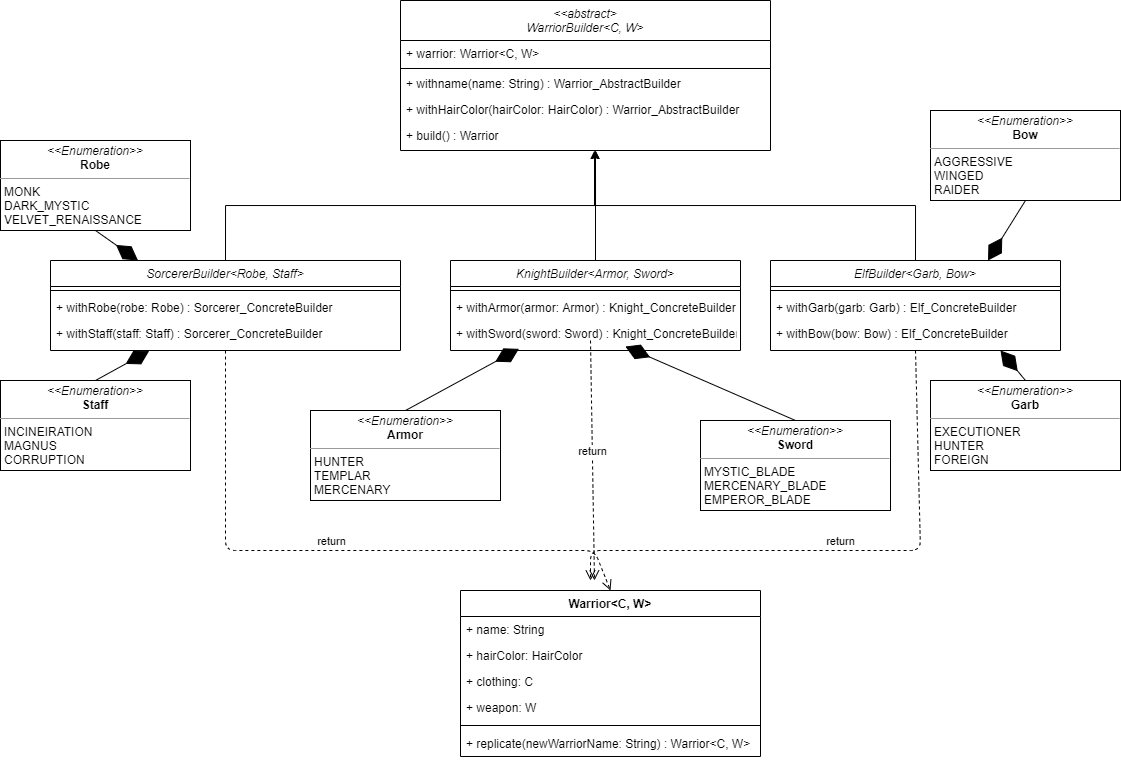 <<abstract>
WarriorBuilder<C, W>
+ warrior: Warrior<C, W>
+ withname(name: String) : Warrior_AbstractBuilder
+ withHairColor(hairColor: HairColor) : Warrior_AbstractBuilder
+ build() : Warrior
<<Enumeration>>
Bow
AGGRESSIVE
WINGED
RAIDER
<<Enumeration>>
Robe
MONK
DARK_MYSTIC
VELVET_RENAISSANCE
SorcererBuilder<Robe, Staff>
+ withRobe(robe: Robe) : Sorcerer_ConcreteBuilder
+ withStaff(staff: Staff) : Sorcerer_ConcreteBuilder
KnightBuilder<Armor, Sword>
+ withArmor(armor: Armor) : Knight_ConcreteBuilder
+ withSword(sword: Sword) : Knight_ConcreteBuilder
ElfBuilder<Garb, Bow>
+ withGarb(garb: Garb) : Elf_ConcreteBuilder
+ withBow(bow: Bow) : Elf_ConcreteBuilder
<<Enumeration>>
Staff
INCINEIRATION
MAGNUS
CORRUPTION
<<Enumeration>>
Armor
HUNTER
TEMPLAR
MERCENARY
return
<<Enumeration>>
Sword
MYSTIC_BLADE
MERCENARY_BLADE
EMPEROR_BLADE
<<Enumeration>>
Garb
EXECUTIONER
HUNTER
FOREIGN
return
return
Warrior<C, W>
+ name: String
+ hairColor: HairColor
+ clothing: C
+ weapon: W
+ replicate(newWarriorName: String) : Warrior<C, W>